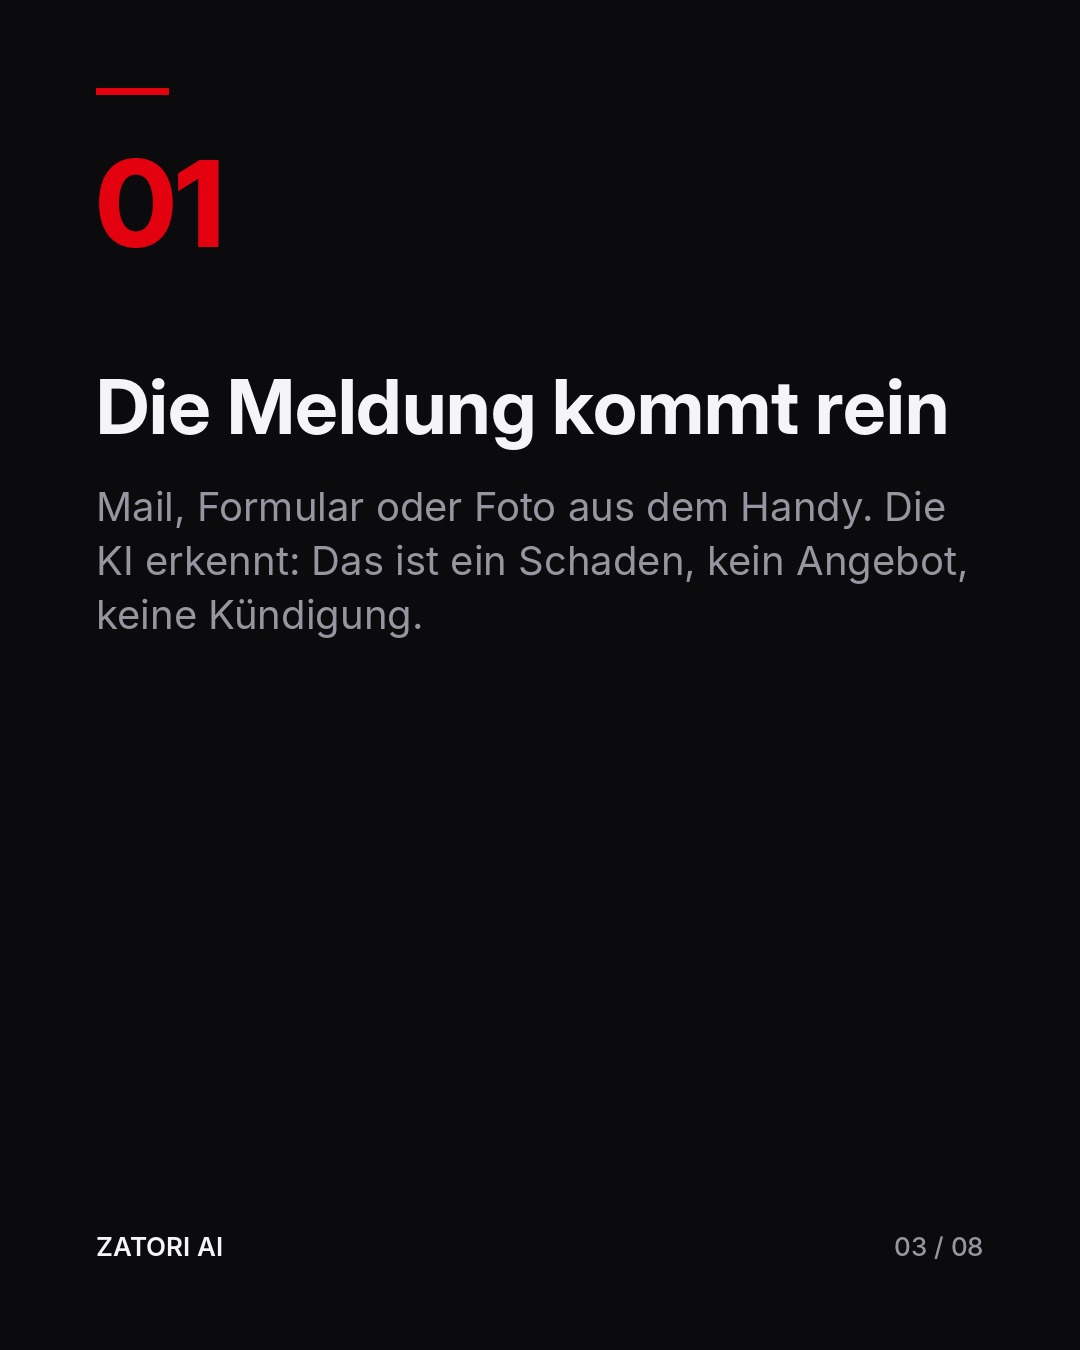 01
Die Meldung kommt rein
Mail, Formular oder Foto aus dem Handy. Die
KI erkennt: Das ist ein Schaden, kein Angebot,
keine Kündigung.
ZATORI AI
03 / 08